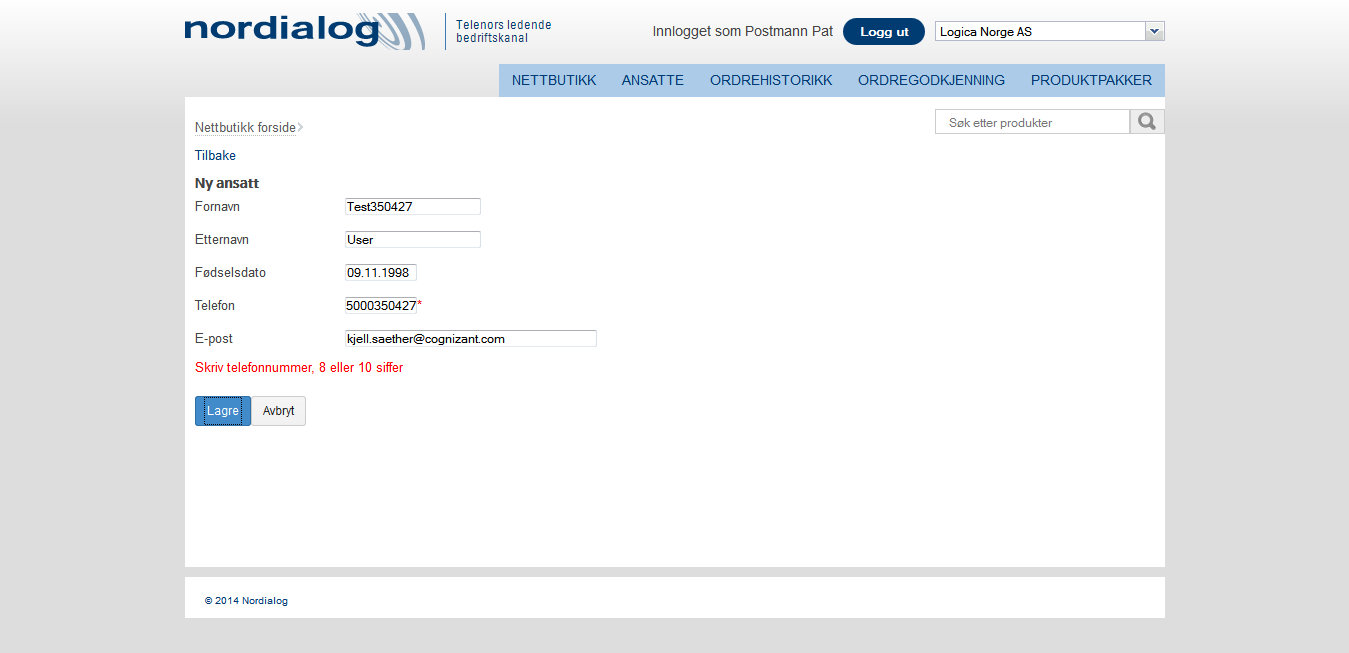 nordialog
Telenors ledende
bedriftskanal
Innlogget som Postmann Pat
Logg ut
Logica Norge AS
NETTBUTIKK ANSATTE ORDREHISTORIKK ORDREGODKJENNING PRODUKTPAKKER
Nettbutikk forside
Søk etter produkter
Tilbake
Ny ansatt
Fornavn Test350427
Etternavn User
Fødselsdato 09.11.1998
Telefon 5000350427*
E-post kjell.saether@cognizant.com
Skriv telefonnummer, 8 eller 10 siffer
Lagre Avbryt
© 2014 Nordialog